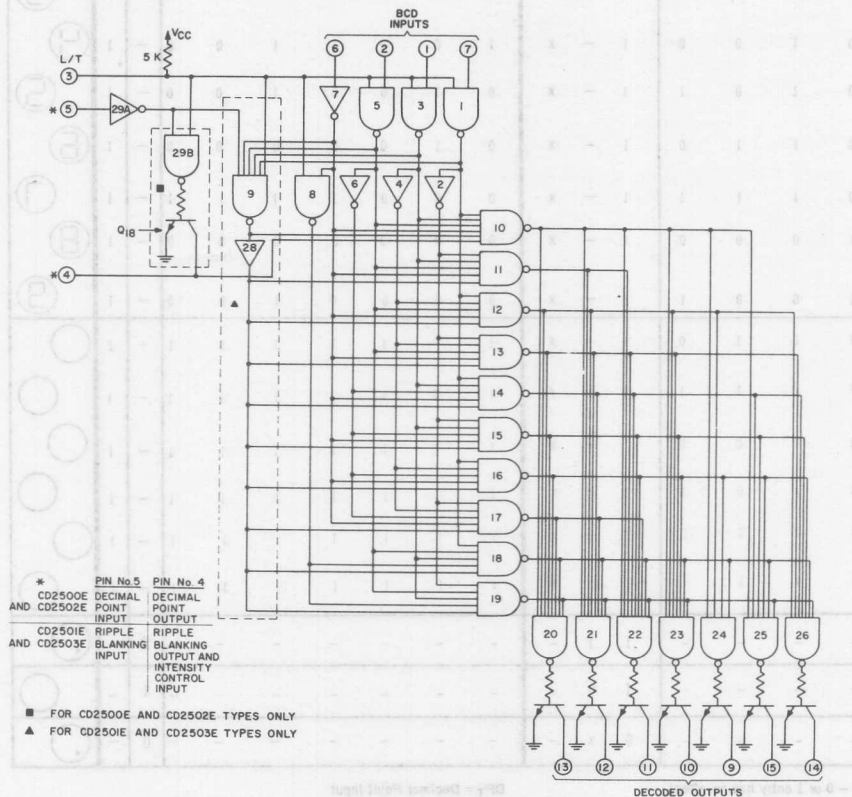 BCD
INPUTS
VCC
5 K
6 2 1 7
L/T
3
* 5
29A
7 5 3 1
29B
9 8 6 4 2
Q18
28
* 4
10
11
12
13
14
15
16
17
18
19
* PIN No.5 PIN No. 4
CD2500E DECIMAL DECIMAL
AND CD2502E POINT POINT
INPUT OUTPUT
CD2501E RIPPLE RIPPLE
AND CD2503E BLANKING BLANKING
INPUT OUTPUT AND
INTENSITY
CONTROL
INPUT
■ FOR CD2500E AND CD2502E TYPES ONLY
▲ FOR CD2501E AND CD2503E TYPES ONLY
20 21 22 23 24 25 26
13 12 11 10 9 15 14
DECODED OUTPUTS